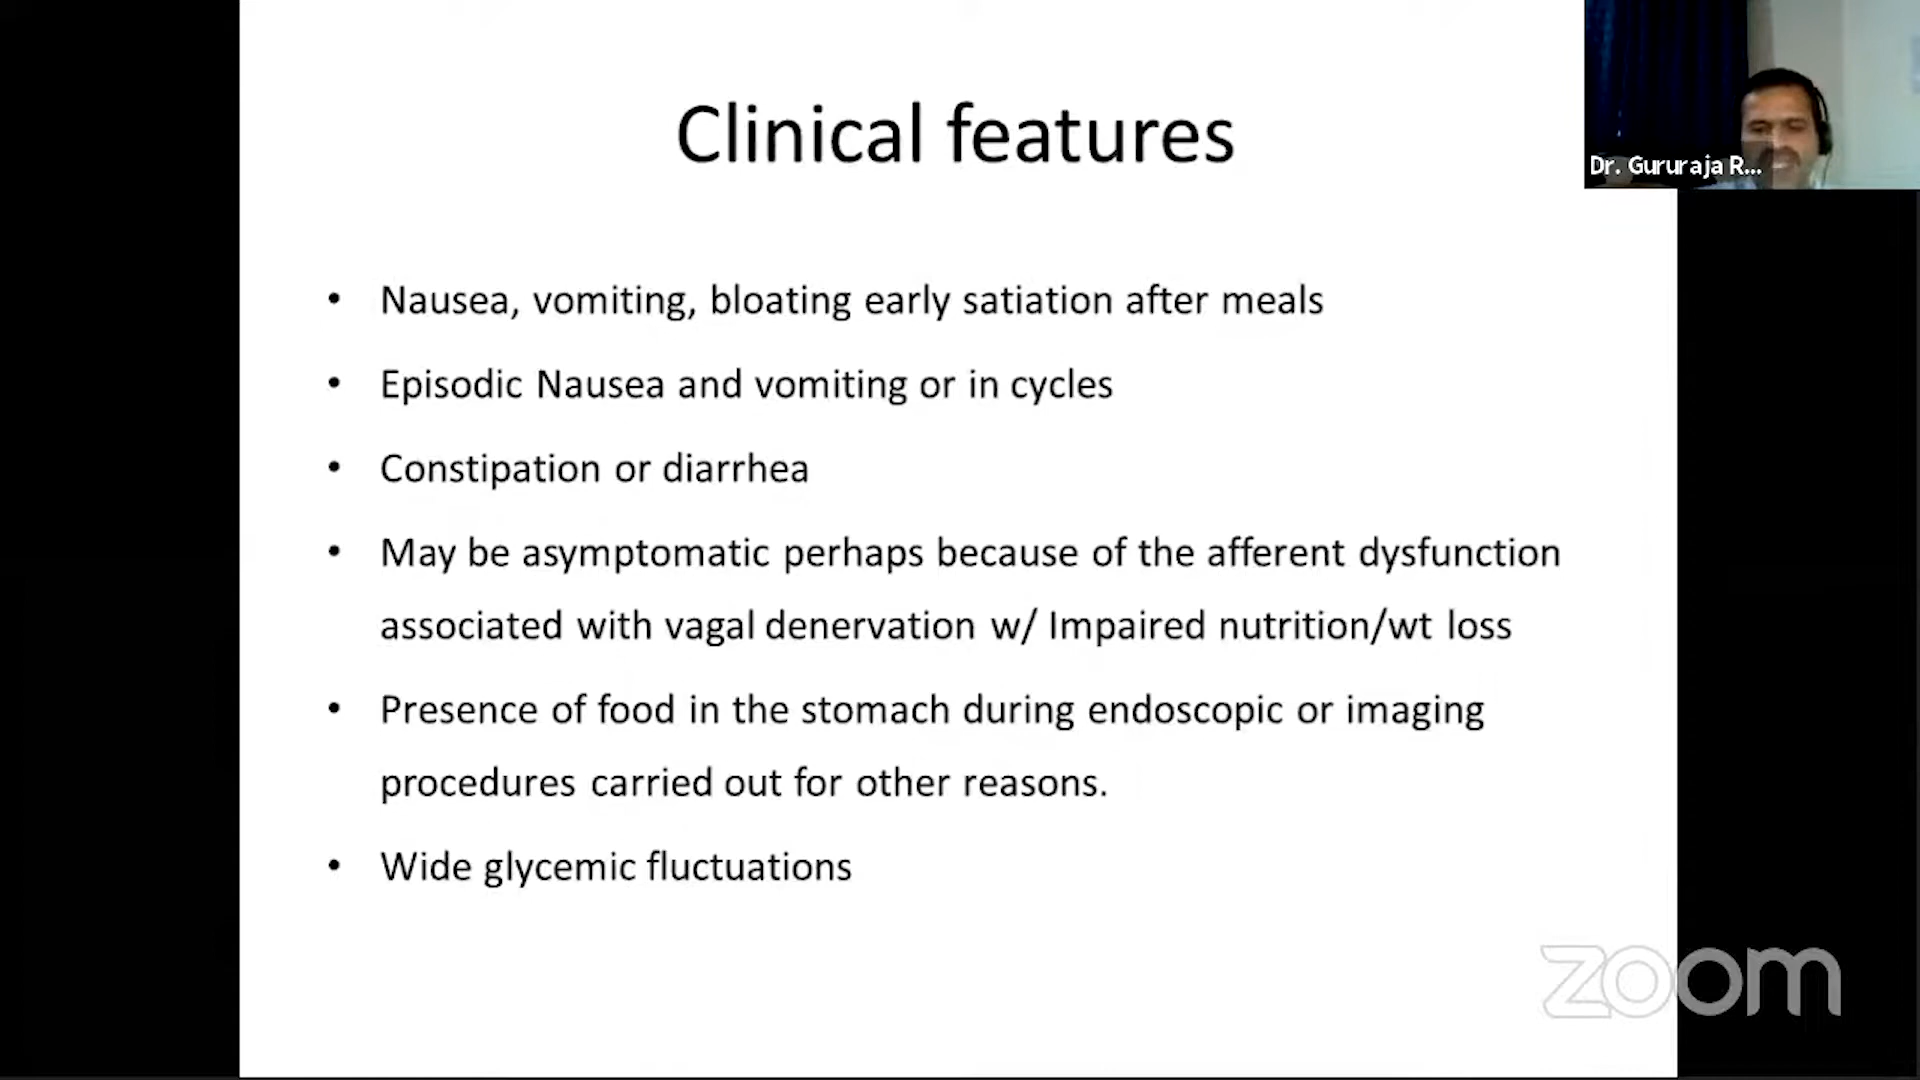 Clinical features
Dr. Gururaja R...
• Nausea, vomiting, bloating early satiation after meals
• Episodic Nausea and vomiting or in cycles
• Constipation or diarrhea
• May be asymptomatic perhaps because of the afferent dysfunction
associated with vagal denervation w/ Impaired nutrition/wt loss
• Presence of food in the stomach during endoscopic or imaging
procedures carried out for other reasons.
• Wide glycemic fluctuations
zoom